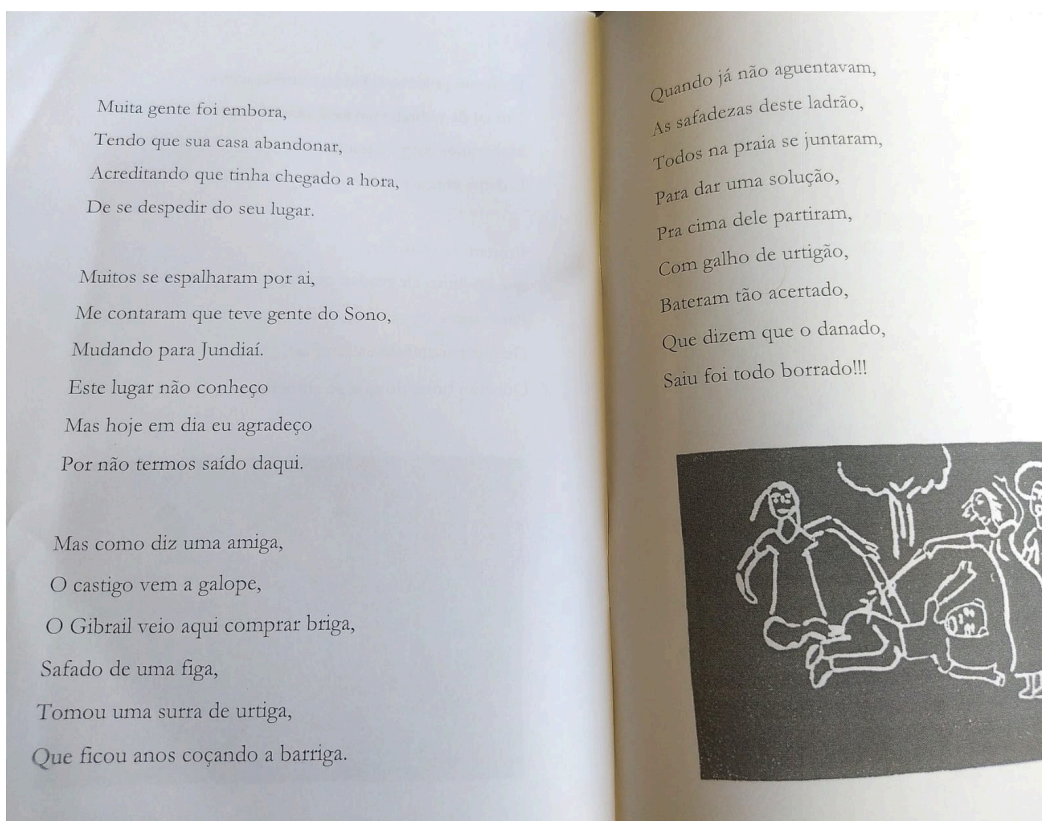 Muita gente foi embora,
Tendo que sua casa abandonar,
Acreditando que tinha chegado a hora,
De se despedir do seu lugar.
Muitos se espalharam por ai,
Me contaram que teve gente do Sono,
Mudando para Jundiaí.
Este lugar não conheço
Mas hoje em dia eu agradeço
Por não termos saído daqui.
Mas como diz uma amiga,
O castigo vem a galope,
O Gibrail veio aqui comprar briga,
Safado de uma figa,
Tomou uma surra de urtiga,
Que ficou anos coçando a barriga.
Quando já não aguentavam,
As safadezas deste ladrão,
Todos na praia se juntaram,
Para dar uma solução,
Pra cima dele partiram,
Com galho de urtigão,
Bateram tão acertado,
Que dizem que o danado,
Saiu foi todo borrado!!!